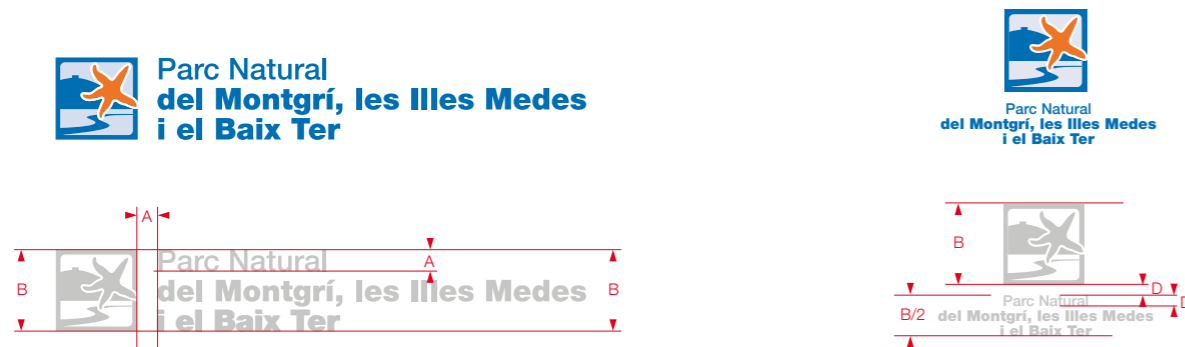 Parc Natural
del Montgrí, les Illes Medes
i el Baix Ter
Parc Natural
del Montgrí, les Illes Medes
i el Baix Ter
A
B
Parc Natural
del Montgrí, les Illes Medes
i el Baix Ter
A
B
B
D
D
B/2
Parc Natural
del Montgrí, les Illes Medes
i el Baix Ter